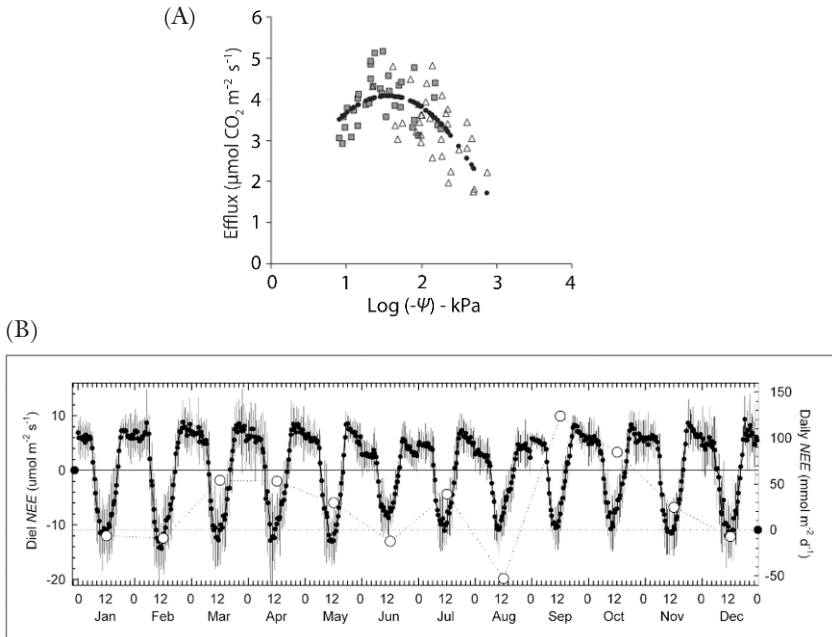 (A)
6
5
4
3
2
1
0
Efflux (μmol CO₂ m⁻² s⁻¹)
0 1 2 3 4
Log (-Ψ) - kPa
(B)
10
0
-10
-20
Diel NEE (umol m⁻² s⁻¹)
150
100
50
0
-50
Daily NEE (mmol m⁻² d⁻¹)
0 12 0 12 0 12 0 12 0 12 0 12 0 12 0 12 0 12 0 12 0 12 0 12 0
Jan Feb Mar Apr May Jun Jul Aug Sep Oct Nov Dec